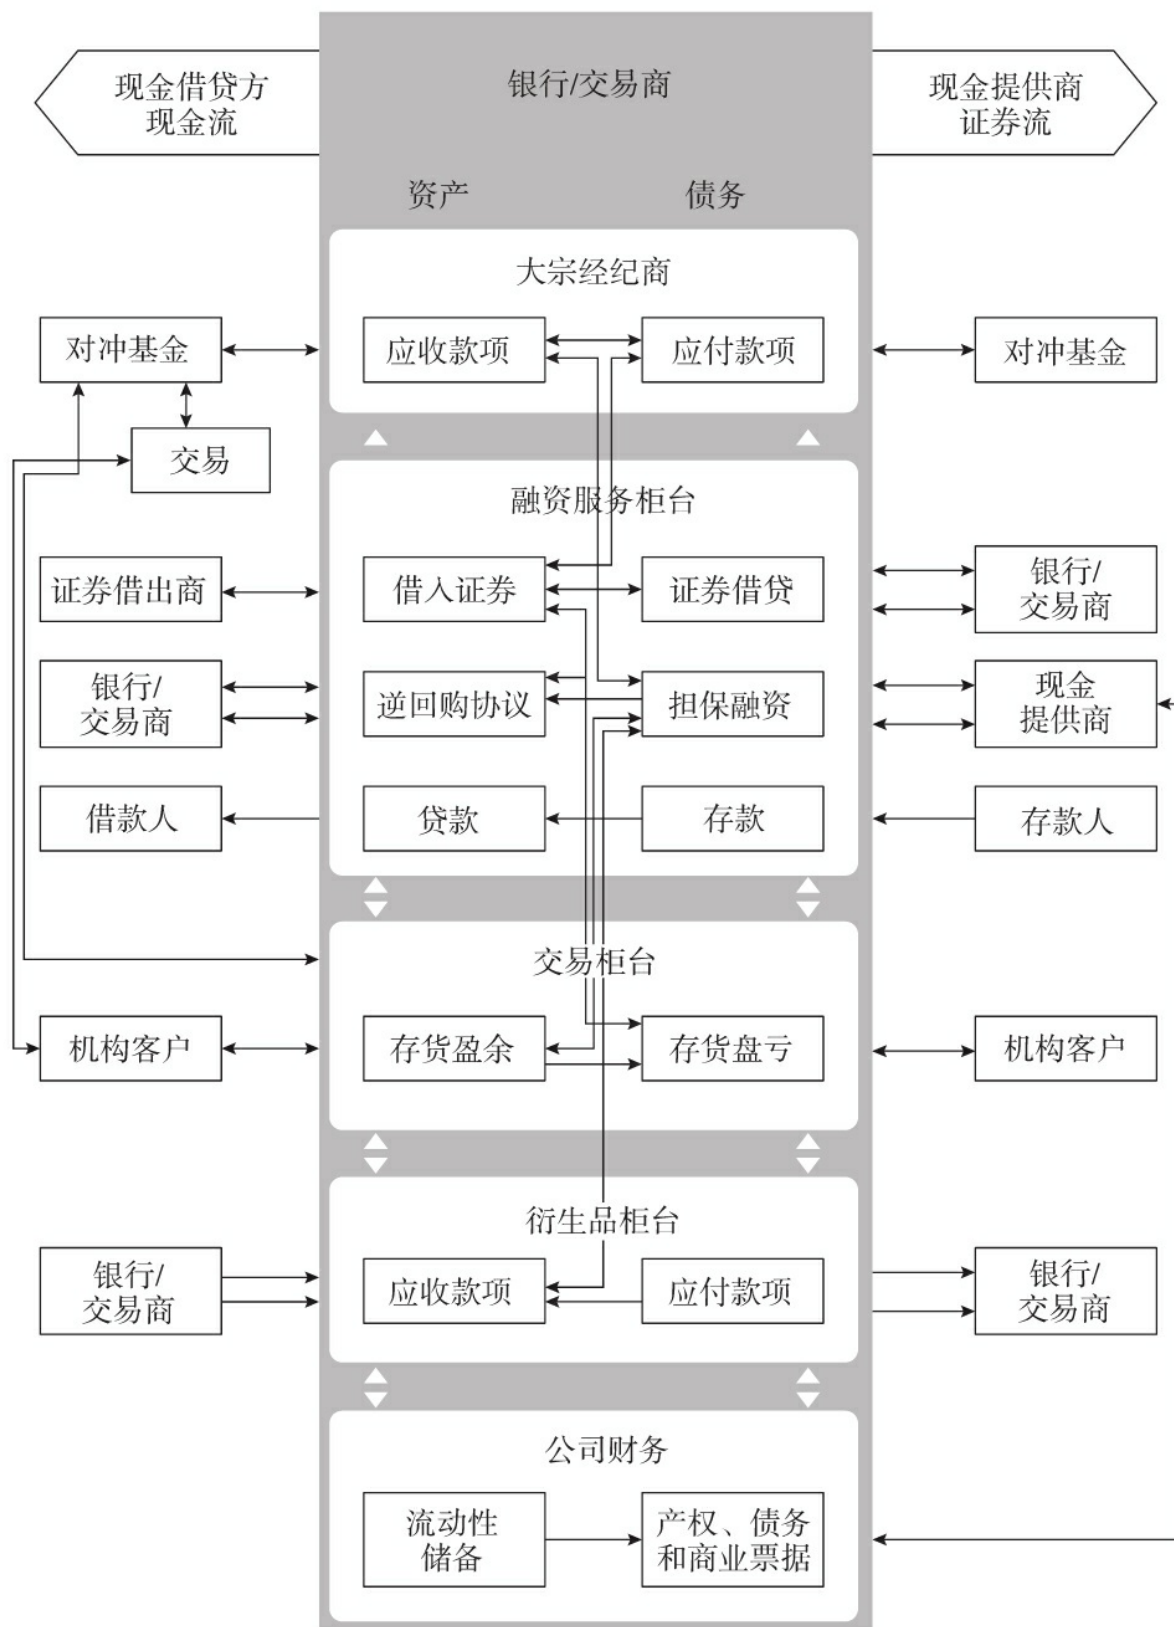 现金借贷方
现金流
银行/交易商
现金提供商
证券流
资产
债务
大宗经纪商
对冲基金
应收款项
应付款项
对冲基金
交易
融资服务柜台
证券借出商
借入证券
证券借贷
银行/
交易商
银行/
交易商
逆回购协议
担保融资
现金
提供商
借款人
贷款
存款
存款人
交易柜台
机构客户
存货盈余
存货盘亏
机构客户
衍生品柜台
银行/
交易商
应收款项
应付款项
银行/
交易商
公司财务
流动性
储备
产权、债务
和商业票据